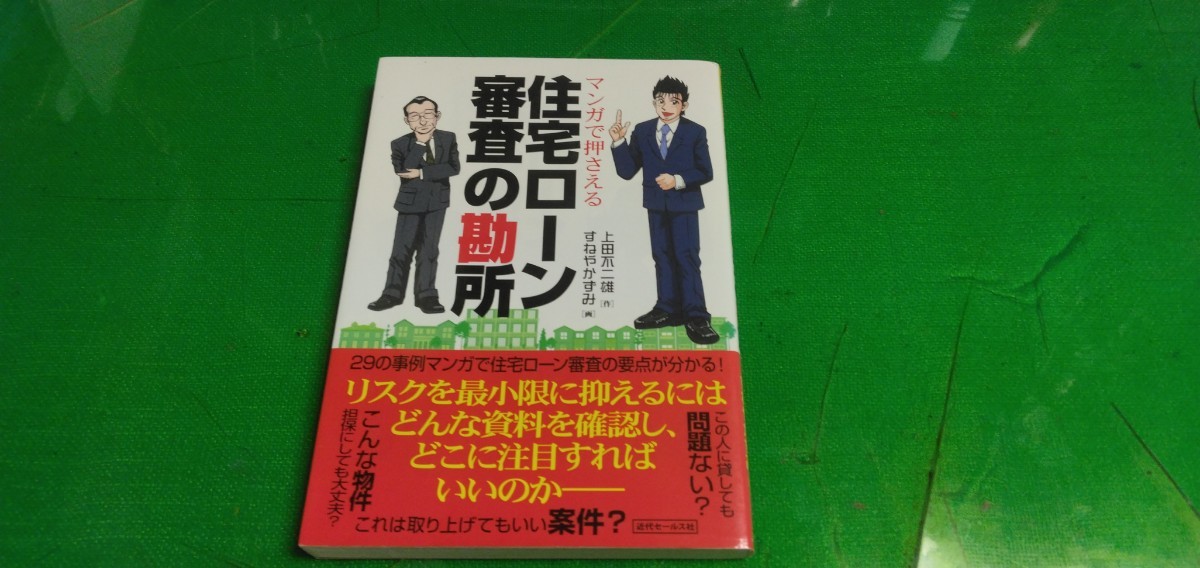 マンガで押さえる
住宅ローン
審査の勘所
上田不二雄[作]
すねやかずみ[画]
29の事例マンガで住宅ローン審査の要点が分かる!
リスクを最小限に抑えるには
どんな資料を確認し、
どこに注目すれば
いいのか──
この人に貸しても
問題ない?
こんな物件
担保にしても大丈夫?
これは取り上げてもいい案件?
近代セールス社